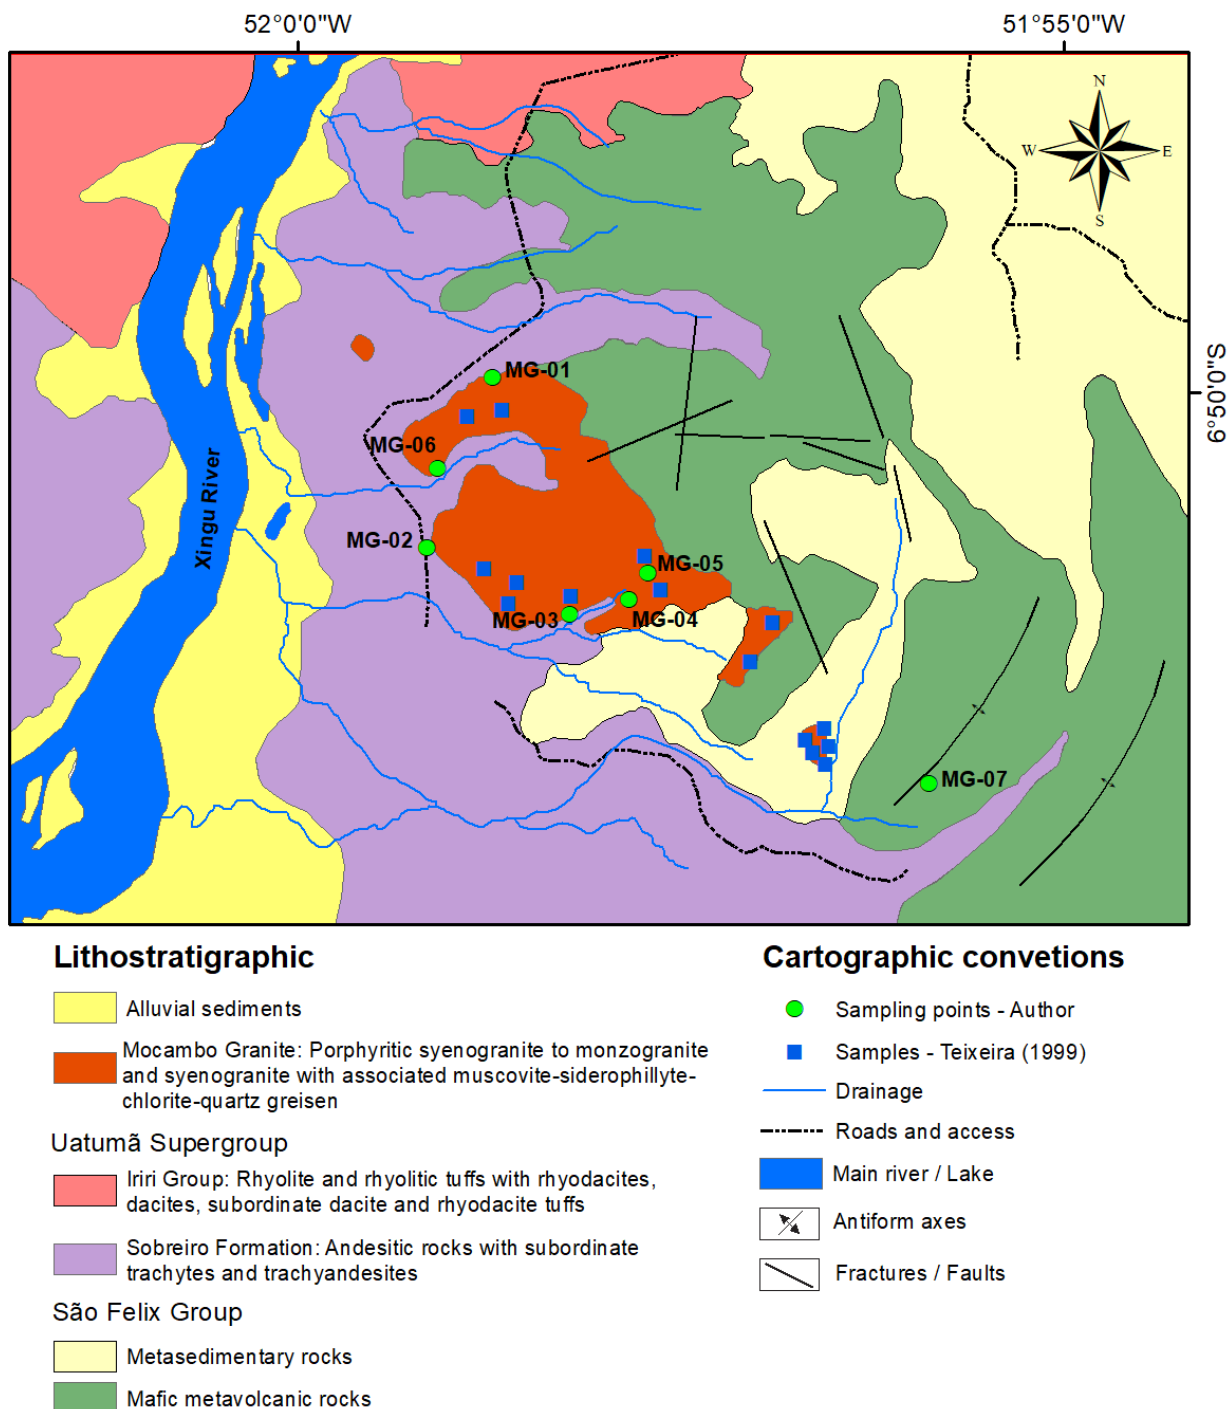 52°0'0"W
51°55'0"W
N
W
E
S
6°50'0"S
MG-01
MG-06
Xingu River
MG-02
MG-05
MG-03
MG-04
MG-07
Lithostratigraphic
Alluvial sediments
Mocambo Granite: Porphyritic syenogranite to monzogranite
and syenogranite with associated muscovite-siderophillyte-
chlorite-quartz greisen
Uatumã Supergroup
Iriri Group: Rhyolite and rhyolitic tuffs with rhyodacites,
dacites, subordinate dacite and rhyodacite tuffs
Sobreiro Formation: Andesitic rocks with subordinate
trachytes and trachyandesites
São Felix Group
Metasedimentary rocks
Mafic metavolcanic rocks
Cartographic convetions
Sampling points - Author
Samples - Teixeira (1999)
Drainage
Roads and access
Main river / Lake
Antiform axes
Fractures / Faults